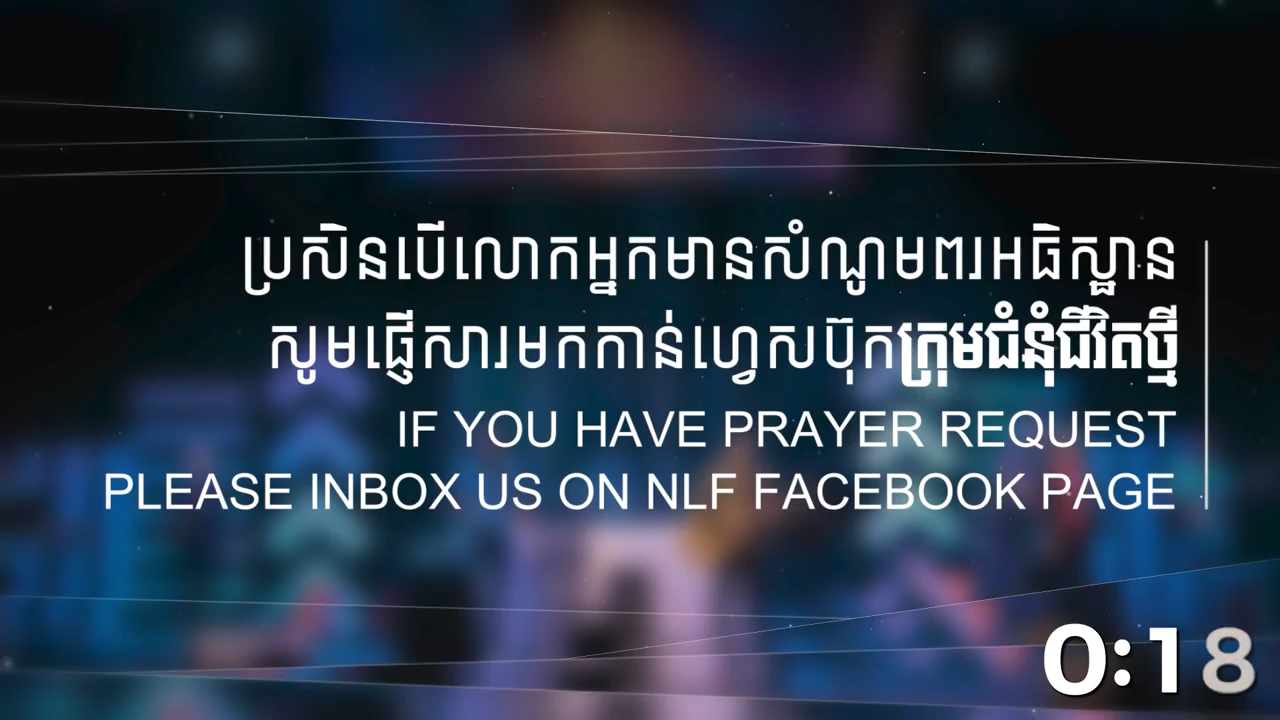 ប្រសិនបើលោកអ្នកមានសំណូមពរអធិស្ឋាន
សូមផ្ញើសារមកកាន់ហ្វេសប៊ុកក្រុមជំនុំជីវិតថ្មី
IF YOU HAVE PRAYER REQUEST
PLEASE INBOX US ON NLF FACEBOOK PAGE
0:18